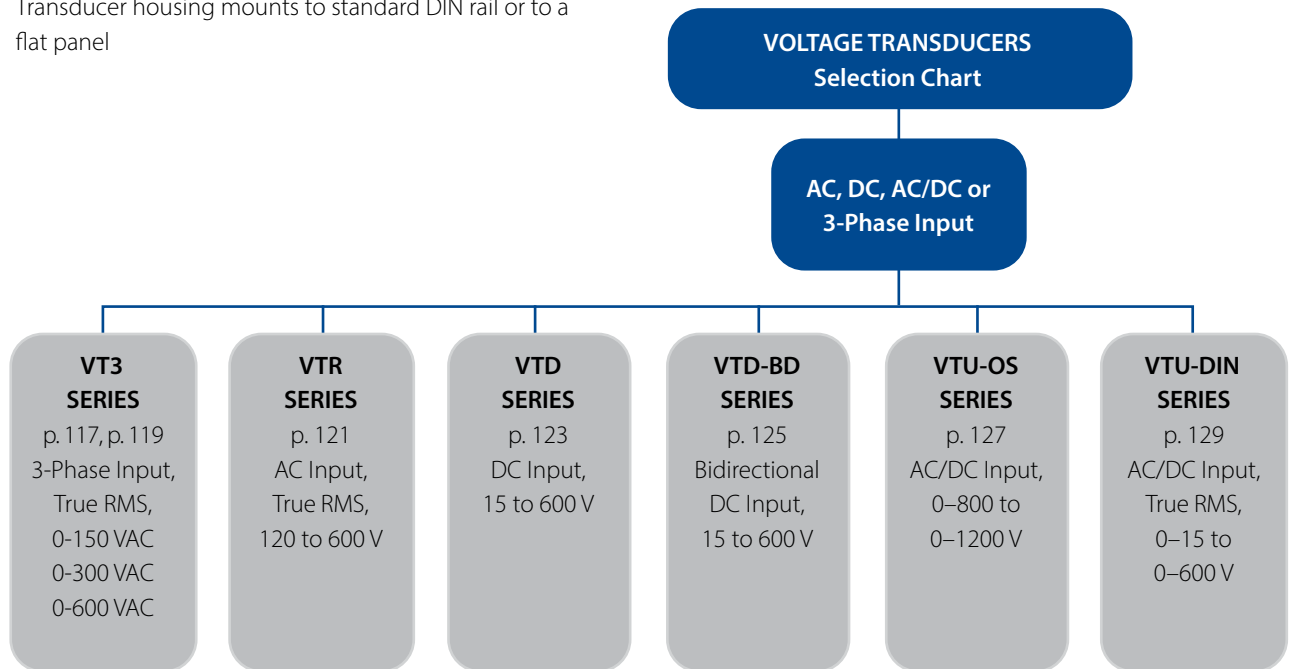 Transducer housing mounts to standard DIN rail or to a
flat panel
VOLTAGE TRANSDUCERS
Selection Chart
AC, DC, AC/DC or
3-Phase Input
VT3
SERIES
p. 117, p. 119
3-Phase Input,
True RMS,
0-150 VAC
0-300 VAC
0-600 VAC
VTR
SERIES
p. 121
AC Input,
True RMS,
120 to 600 V
VTD
SERIES
p. 123
DC Input,
15 to 600 V
VTD-BD
SERIES
p. 125
Bidirectional
DC Input,
15 to 600 V
VTU-OS
SERIES
p. 127
AC/DC Input,
0–800 to
0–1200 V
VTU-DIN
SERIES
p. 129
AC/DC Input,
True RMS,
0–15 to
0–600 V